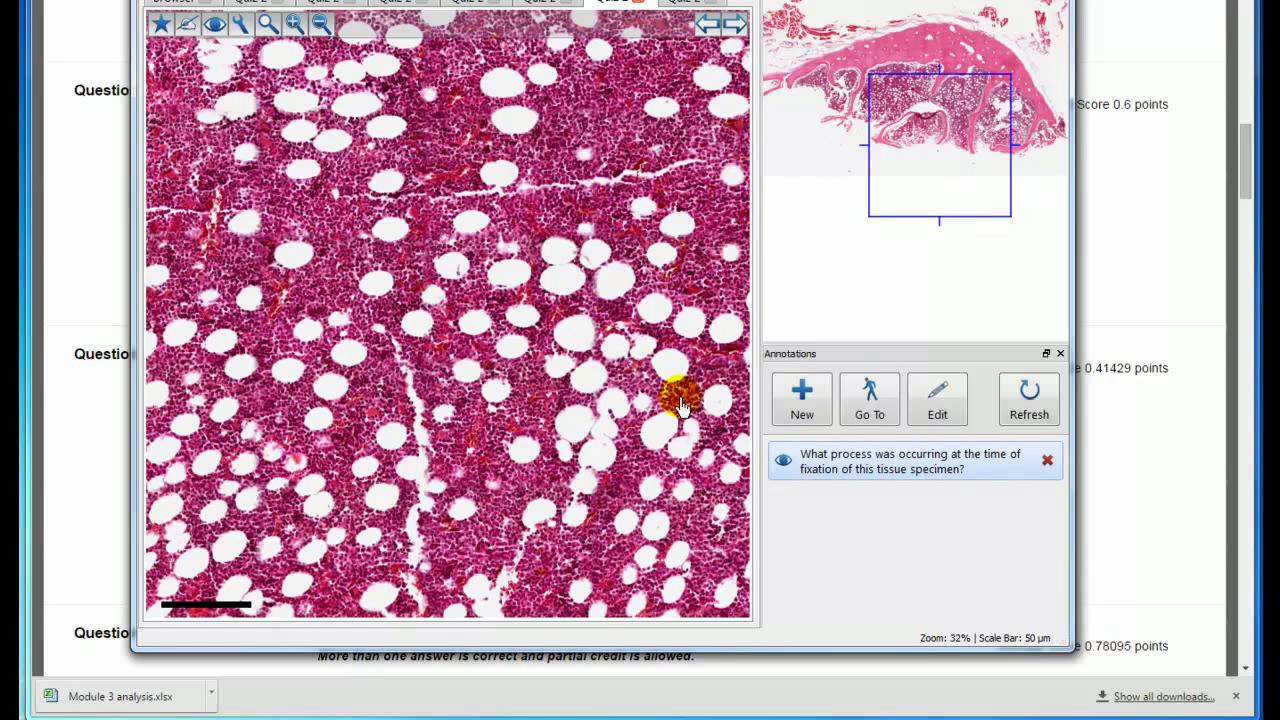 Questio
Score 0.6 points
Annotations
Questio
e 0.41429 points
New
Go To
Edit
Refresh
What process was occurring at the time of
fixation of this tissue specimen?
Zoom: 32% | Scale Bar: 50 μm
Questio
e 0.78095 points
More than one answer is correct and partial credit is allowed.
Module 3 analysis.xlsx
Show all downloads...